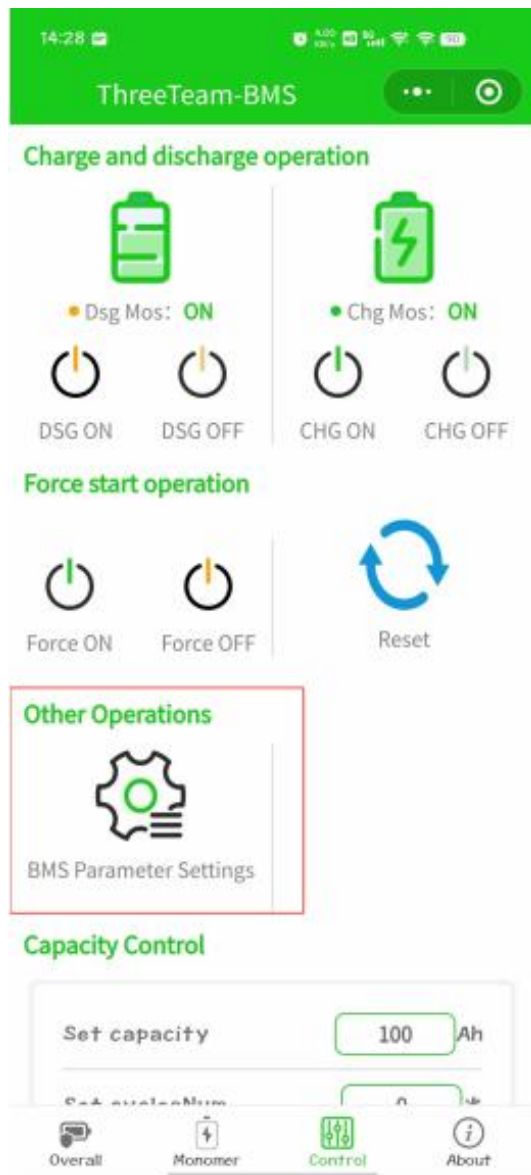 14:28
ThreeTeam-BMS
Charge and discharge operation
Dsg Mos: ON
Chg Mos: ON
DSG ON
DSG OFF
CHG ON
CHG OFF
Force start operation
Force ON
Force OFF
Reset
Other Operations
BMS Parameter Settings
Capacity Control
Set capacity
100
Ah
Overall
Monomer
Control
About